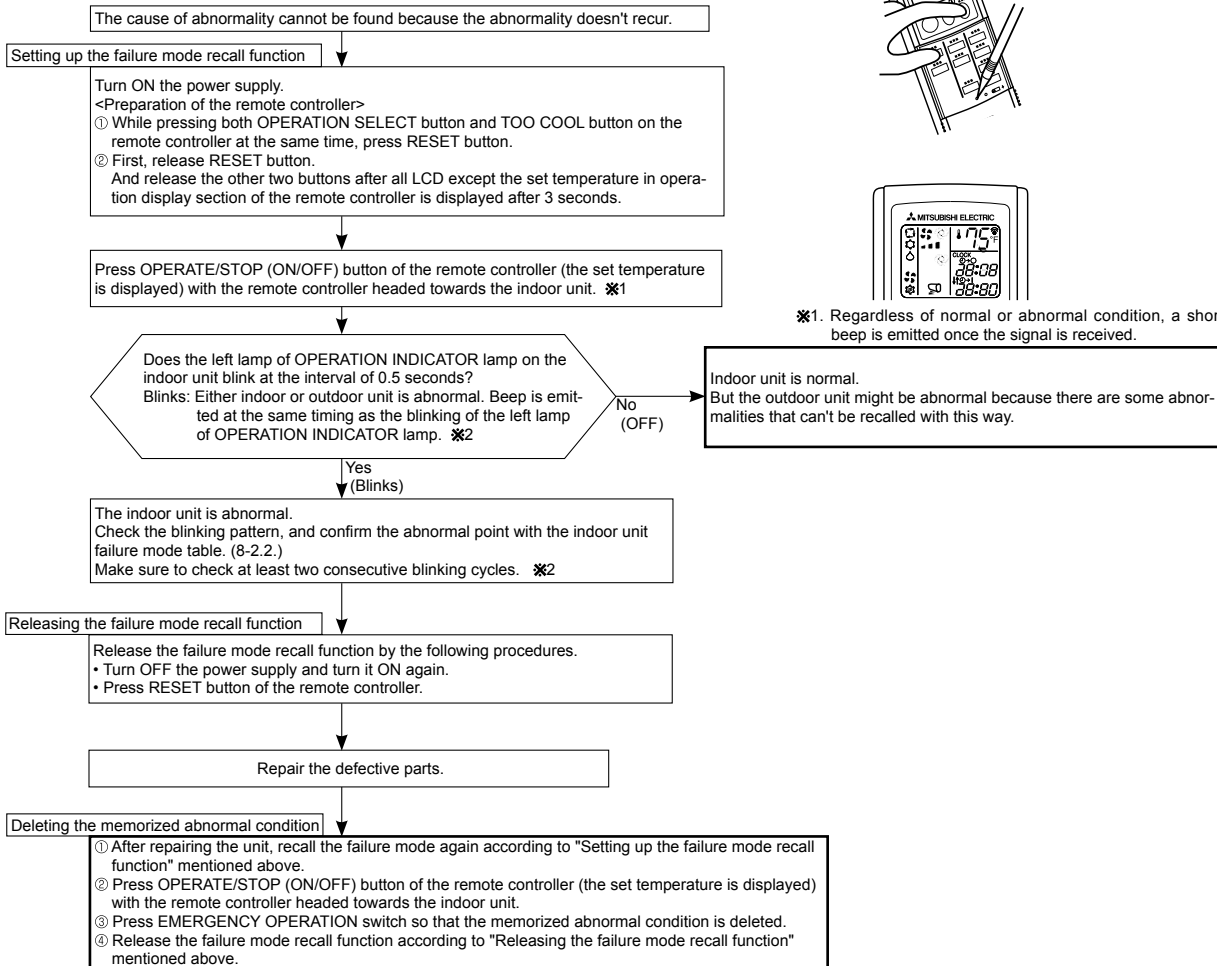 The cause of abnormality cannot be found because the abnormality doesn't recur.
Setting up the failure mode recall function
Turn ON the power supply.
<Preparation of the remote controller>
① While pressing both OPERATION SELECT button and TOO COOL button on the
remote controller at the same time, press RESET button.
② First, release RESET button.
And release the other two buttons after all LCD except the set temperature in opera-
tion display section of the remote controller is displayed after 3 seconds.
Press OPERATE/STOP (ON/OFF) button of the remote controller (the set temperature
is displayed) with the remote controller headed towards the indoor unit. ※1
MITSUBISHI ELECTRIC
75°F
CLOCK
28:08
28:80
※1. Regardless of normal or abnormal condition, a shor
beep is emitted once the signal is received.
Does the left lamp of OPERATION INDICATOR lamp on the
indoor unit blink at the interval of 0.5 seconds?
Blinks: Either indoor or outdoor unit is abnormal. Beep is emit-
ted at the same timing as the blinking of the left lamp
of OPERATION INDICATOR lamp. ※2
No
(OFF)
Indoor unit is normal.
But the outdoor unit might be abnormal because there are some abnor-
malities that can't be recalled with this way.
Yes
(Blinks)
The indoor unit is abnormal.
Check the blinking pattern, and confirm the abnormal point with the indoor unit
failure mode table. (8-2.2.)
Make sure to check at least two consecutive blinking cycles. ※2
Releasing the failure mode recall function
Release the failure mode recall function by the following procedures.
• Turn OFF the power supply and turn it ON again.
• Press RESET button of the remote controller.
Repair the defective parts.
Deleting the memorized abnormal condition
① After repairing the unit, recall the failure mode again according to "Setting up the failure mode recall
function" mentioned above.
② Press OPERATE/STOP (ON/OFF) button of the remote controller (the set temperature is displayed)
with the remote controller headed towards the indoor unit.
③ Press EMERGENCY OPERATION switch so that the memorized abnormal condition is deleted.
④ Release the failure mode recall function according to "Releasing the failure mode recall function"
mentioned above.